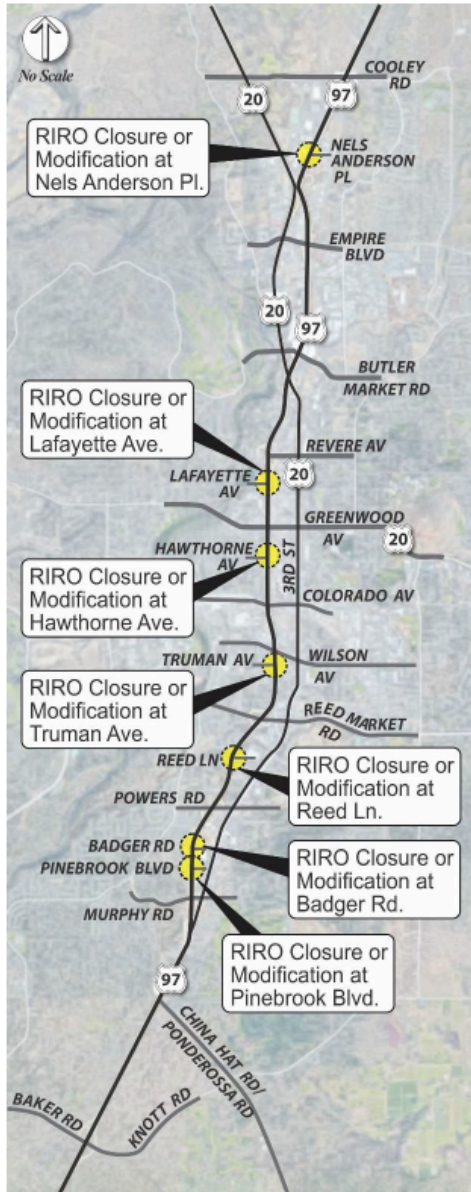 No Scale
COOLEY
RD
20
97
RIRO Closure or
Modification at
Nels Anderson Pl.
NELS
ANDERSON
PL
EMPIRE
BLVD
20
97
BUTLER
MARKET RD
RIRO Closure or
Modification at
Lafayette Ave.
REVERE AV
LAFAYETTE
AV
20
GREENWOOD
AV
20
HAWTHORNE
AV
3RD ST
RIRO Closure or
Modification at
Hawthorne Ave.
COLORADO AV
TRUMAN AV
WILSON
AV
RIRO Closure or
Modification at
Truman Ave.
REED MARKET
RD
REED LN
RIRO Closure or
Modification at
Reed Ln.
POWERS RD
BADGER RD
RIRO Closure or
Modification at
Badger Rd.
PINEBROOK BLVD
MURPHY RD
RIRO Closure or
Modification at
Pinebrook Blvd.
97
CHINA HAT RD/
PONDEROSSA RD
BAKER RD
KNOTT RD